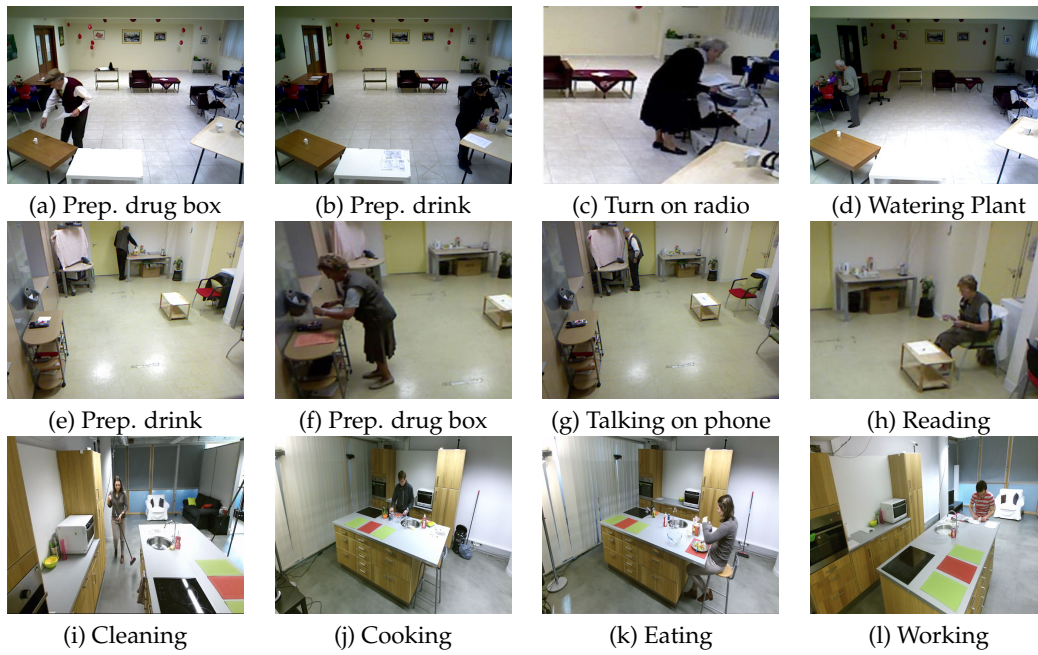 (a) Prep. drug box
(b) Prep. drink
(c) Turn on radio
(d) Watering Plant
(e) Prep. drink
(f) Prep. drug box
(g) Talking on phone
(h) Reading
(i) Cleaning
(j) Cooking
(k) Eating
(l) Working